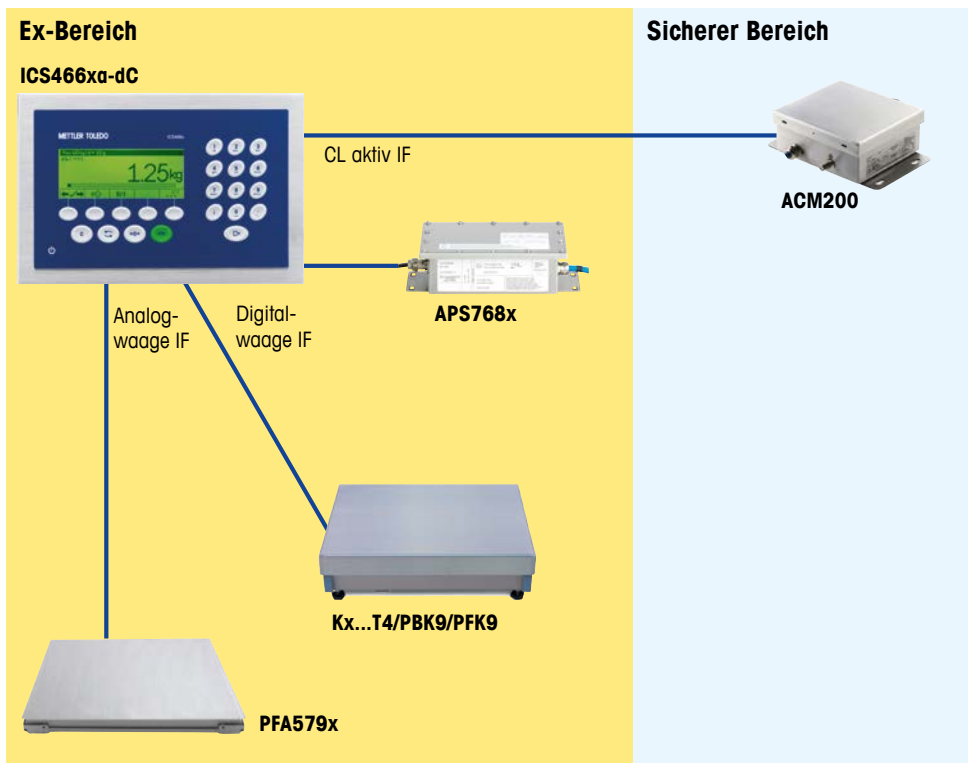 Ex-Bereich
Sicherer Bereich
ICS466xa-dC
METTLER TOLEDO
1.25kg
CL aktiv IF
ACM200
APS768x
Analog-
waage IF
Digital-
waage IF
Kx...T4/PBK9/PFK9
PFA579x